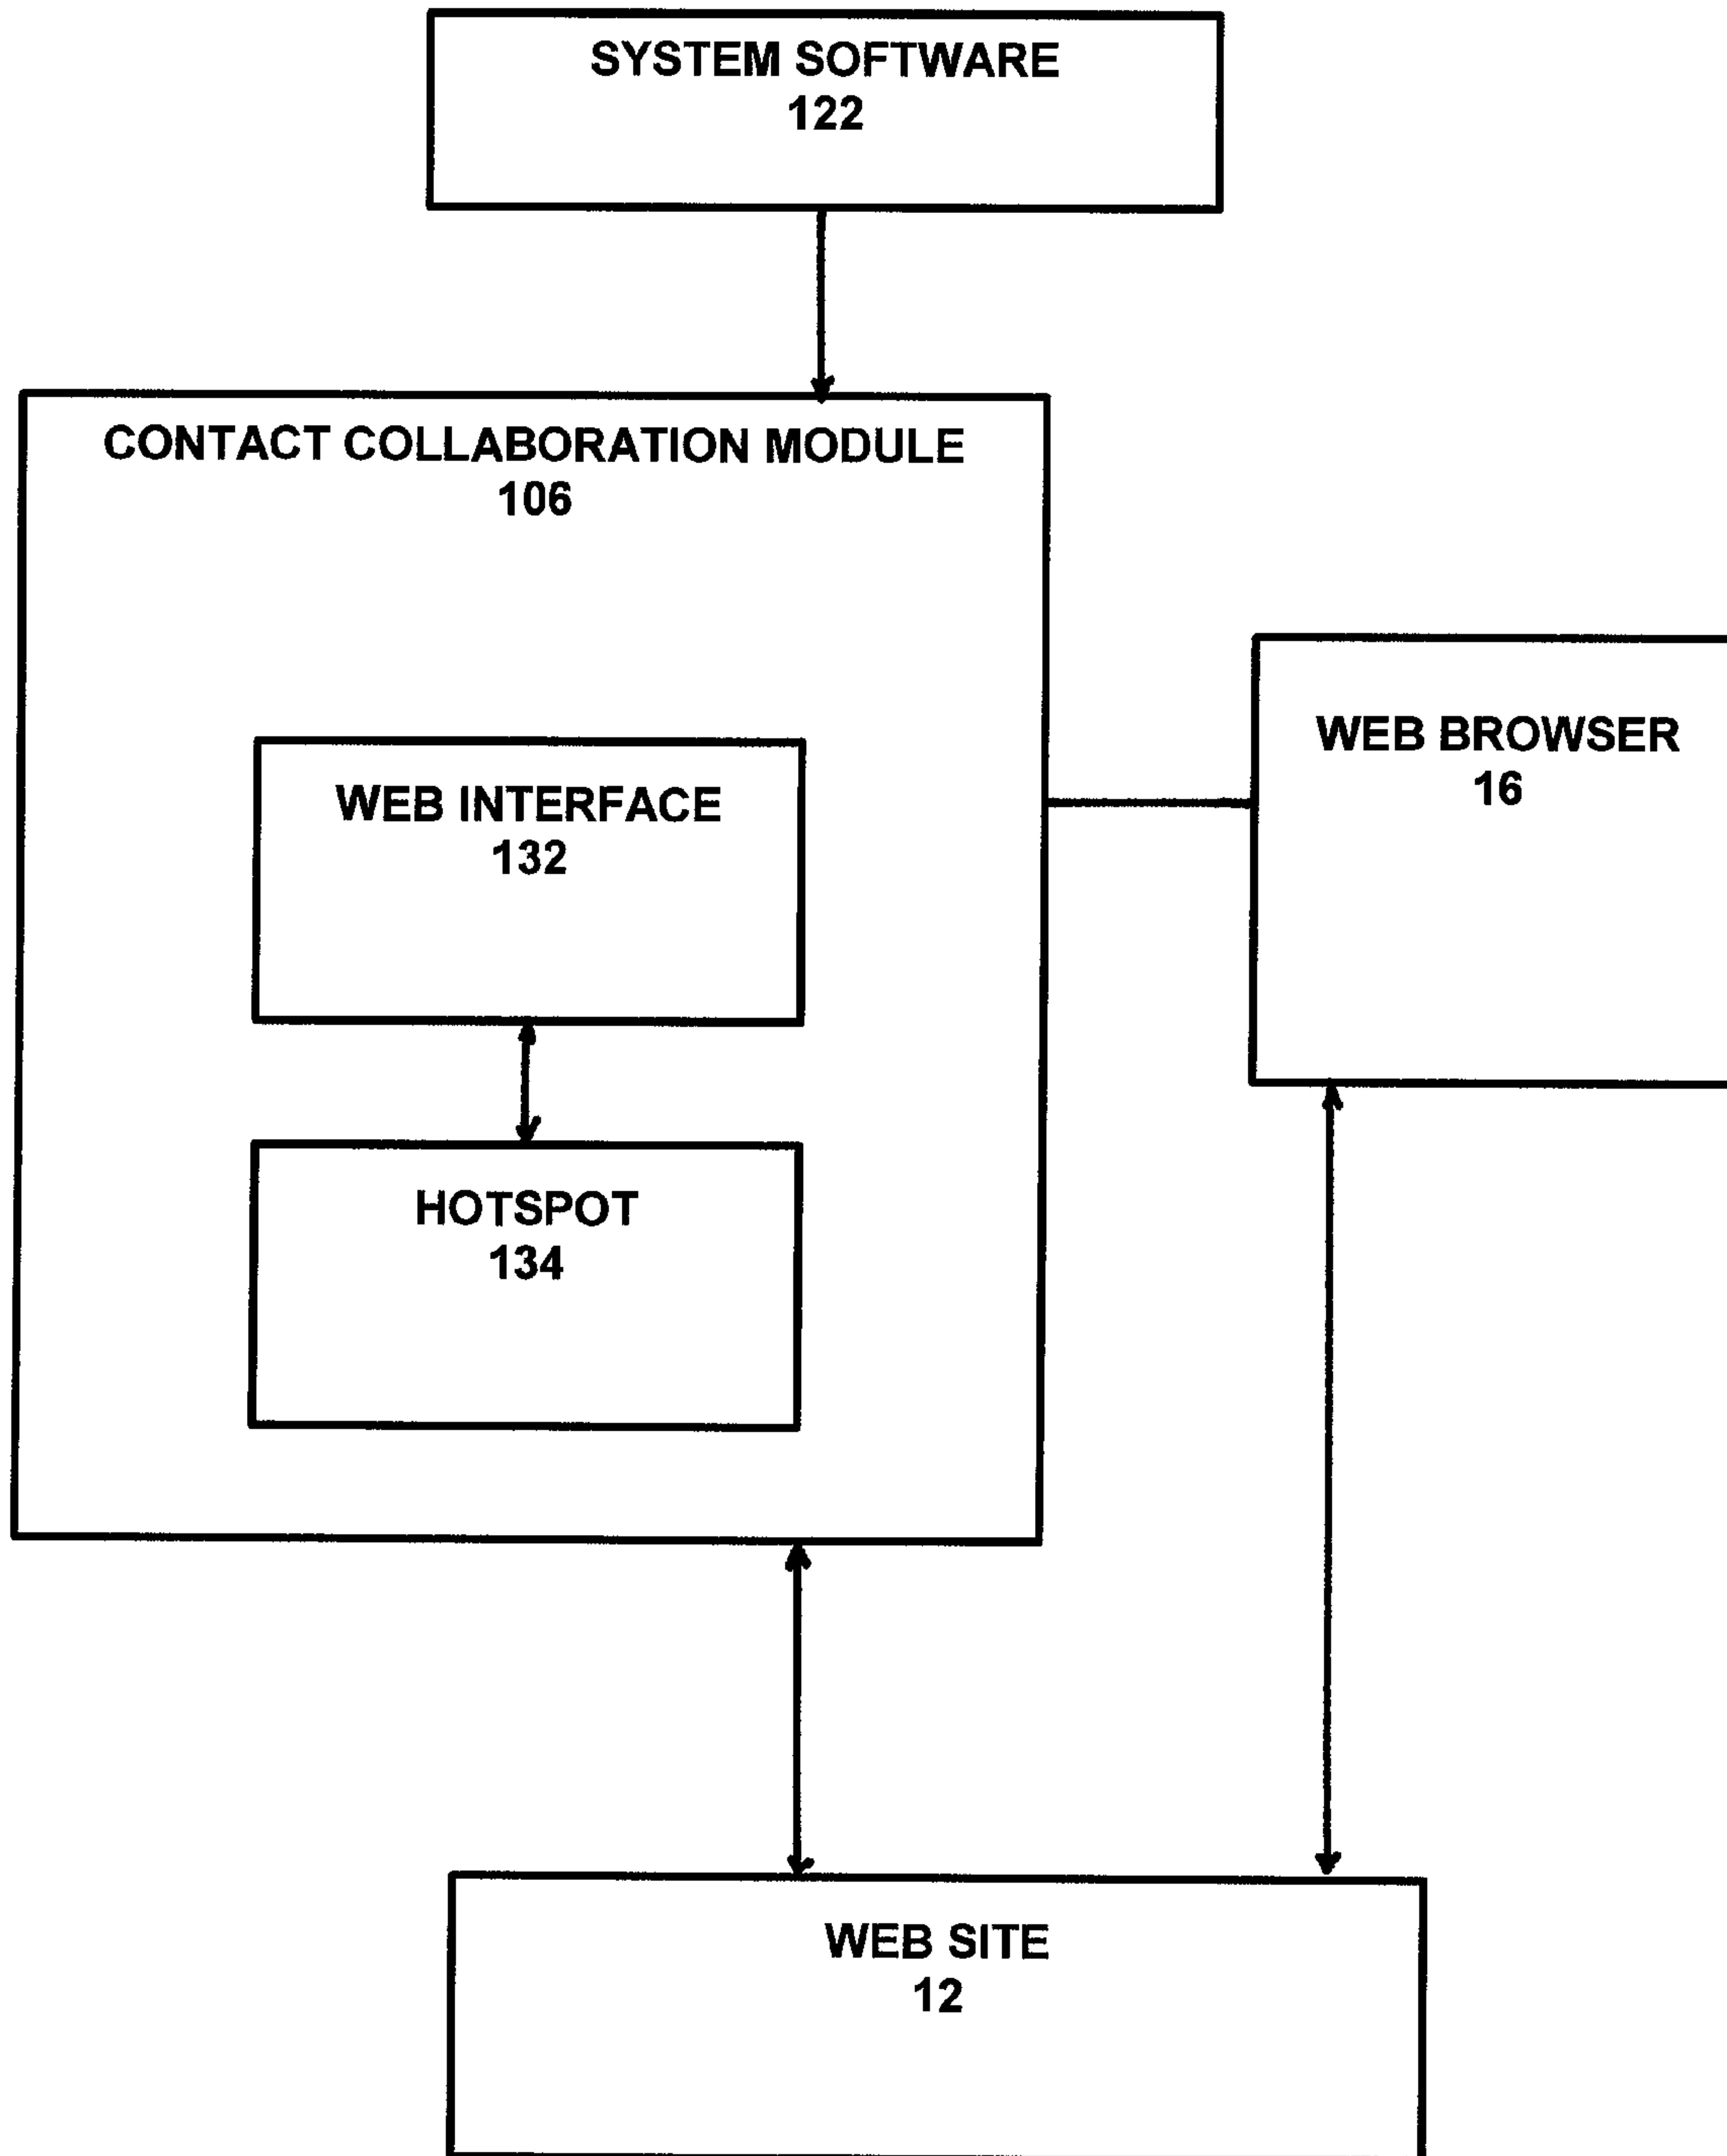 SYSTEM SOFTWARE
122
CONTACT COLLABORATION MODULE
106
WEB INTERFACE
132
HOTSPOT
134
WEB BROWSER
16
WEB SITE
12